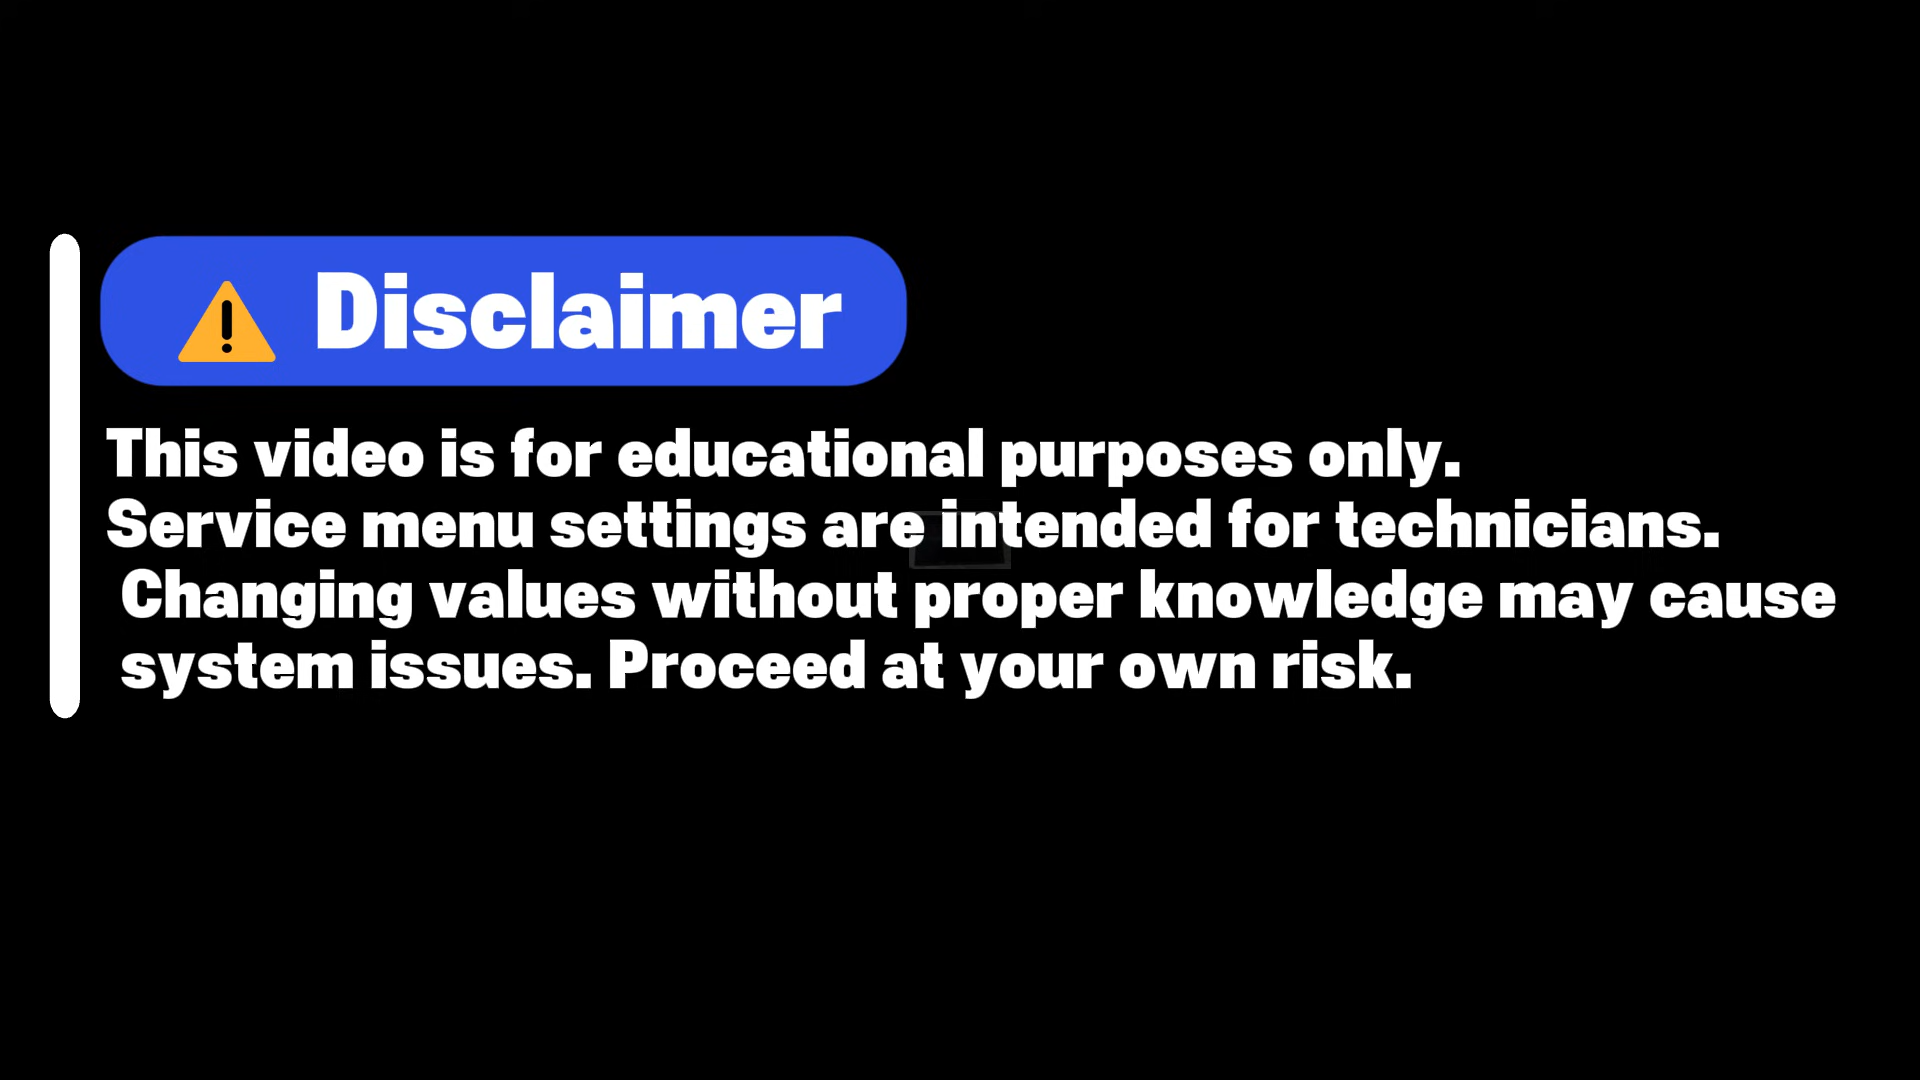 ⚠ Disclaimer
This video is for educational purposes only.
Service menu settings are intended for technicians.
Changing values without proper knowledge may cause
system issues. Proceed at your own risk.